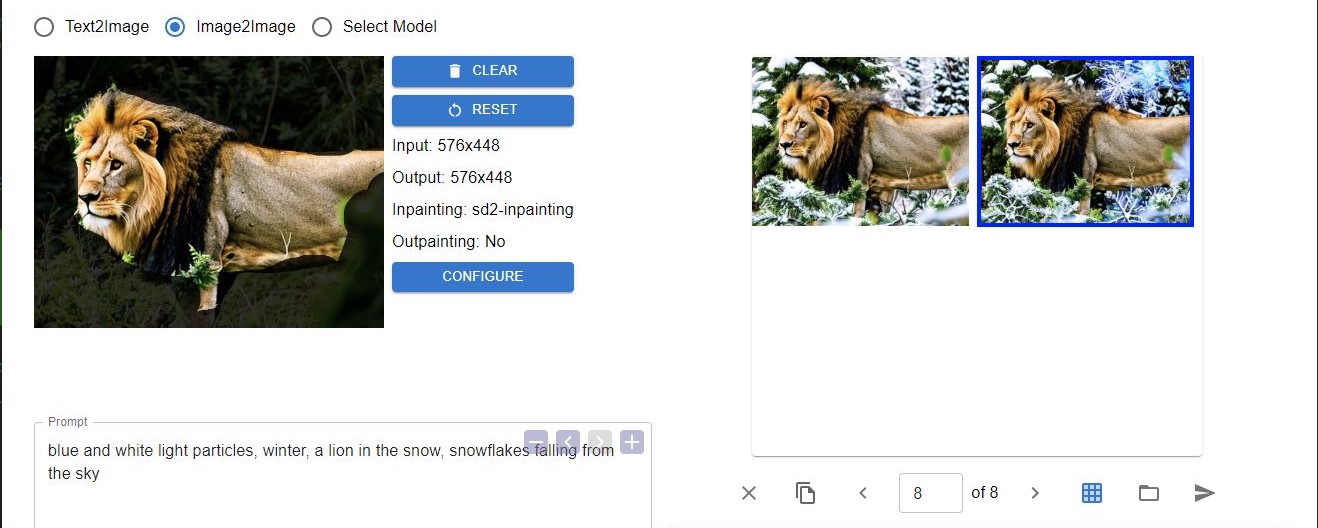 Text2Image Image2Image Select Model
CLEAR
RESET
Input: 576x448
Output: 576x448
Inpainting: sd2-inpainting
Outpainting: No
CONFIGURE
Prompt
blue and white light particles, winter, a lion in the snow, snowflakes falling from
the sky
8 of 8